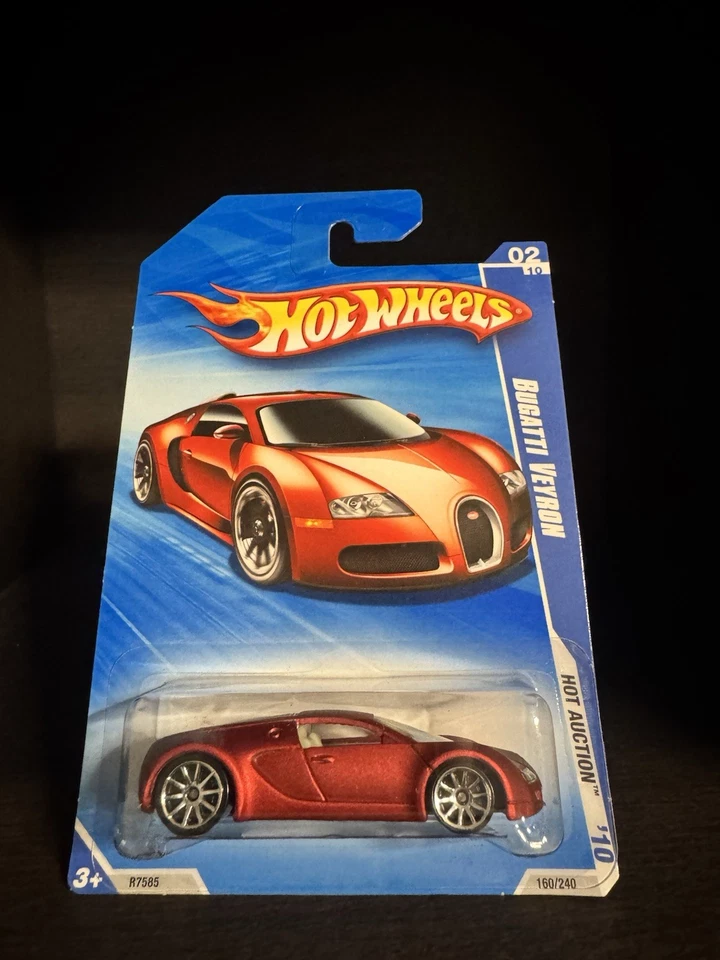 02
10
HOT WHEELS
BUGATTI VEYRON
HOT AUCTION™
'10
3+
R7585
160/240